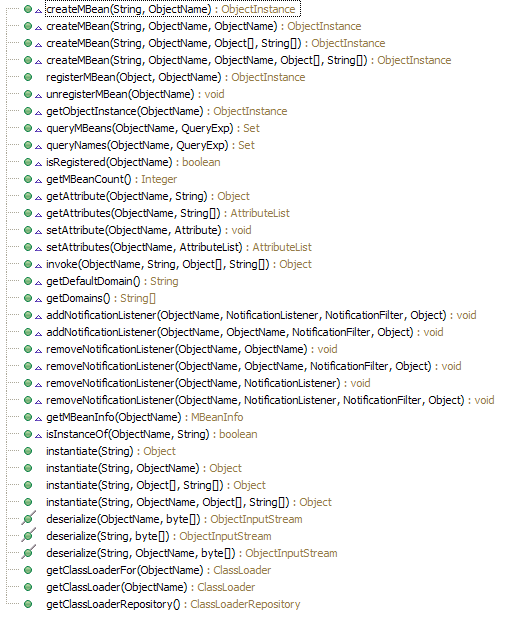 createMBean(String, ObjectName) : ObjectInstance
createMBean(String, ObjectName, ObjectName) : ObjectInstance
createMBean(String, ObjectName, Object[], String[]) : ObjectInstance
createMBean(String, ObjectName, ObjectName, Object[], String[]) : ObjectInstance
registerMBean(Object, ObjectName) : ObjectInstance
unregisterMBean(ObjectName) : void
getObjectInstance(ObjectName) : ObjectInstance
queryMBeans(ObjectName, QueryExp) : Set
queryNames(ObjectName, QueryExp) : Set
isRegistered(ObjectName) : boolean
getMBeanCount() : Integer
getAttribute(ObjectName, String) : Object
getAttributes(ObjectName, String[]) : AttributeList
setAttribute(ObjectName, Attribute) : void
setAttributes(ObjectName, AttributeList) : AttributeList
invoke(ObjectName, String, Object[], String[]) : Object
getDefaultDomain() : String
getDomains() : String[]
addNotificationListener(ObjectName, NotificationListener, NotificationFilter, Object) : void
addNotificationListener(ObjectName, ObjectName, NotificationFilter, Object) : void
removeNotificationListener(ObjectName, ObjectName) : void
removeNotificationListener(ObjectName, ObjectName, NotificationFilter, Object) : void
removeNotificationListener(ObjectName, NotificationListener) : void
removeNotificationListener(ObjectName, NotificationListener, NotificationFilter, Object) : void
getMBeanInfo(ObjectName) : MBeanInfo
isInstanceOf(ObjectName, String) : boolean
instantiate(String) : Object
instantiate(String, ObjectName) : Object
instantiate(String, Object[], String[]) : Object
instantiate(String, ObjectName, Object[], String[]) : Object
deserialize(ObjectName, byte[]) : ObjectInputStream
deserialize(String, byte[]) : ObjectInputStream
deserialize(String, ObjectName, byte[]) : ObjectInputStream
getClassLoaderFor(ObjectName) : ClassLoader
getClassLoader(ObjectName) : ClassLoader
getClassLoaderRepository() : ClassLoaderRepository